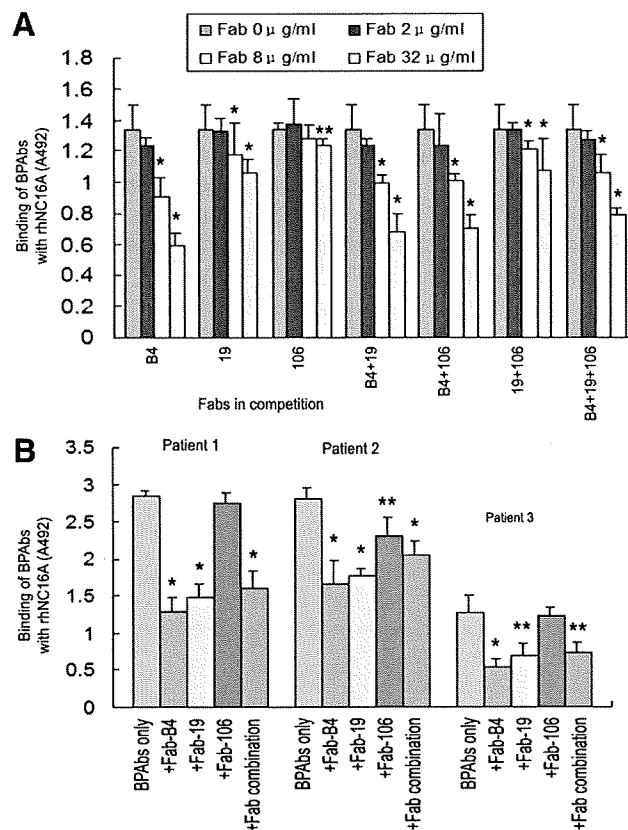 A
Fab 0 μ g/ml
Fab 2 μ g/ml
Fab 8 μ g/ml
Fab 32 μ g/ml
Binding of BPAbs
with rhNC16A (A492)
1.8
1.6
1.4
1.2
1
0.8
0.6
0.4
0.2
0
* * * * ** * * * * * * * *
B4
19
106
B4+19
B4+106
19+106
B4+19+106
Fabs in competition
B
Binding of BPAbs
with rhNC16A (A492)
3.5
3
2.5
2
1.5
1
0.5
0
Patient 1
Patient 2
Patient 3
* * * * * ** * * ** **
BPAbs only
+Fab-B4
+Fab-19
+Fab-106
+Fab combination
BPAbs only
+Fab-B4
+Fab-19
+Fab-106
+Fab combination
BPAbs only
+Fab-B4
+Fab-19
+Fab-106
+Fab combination